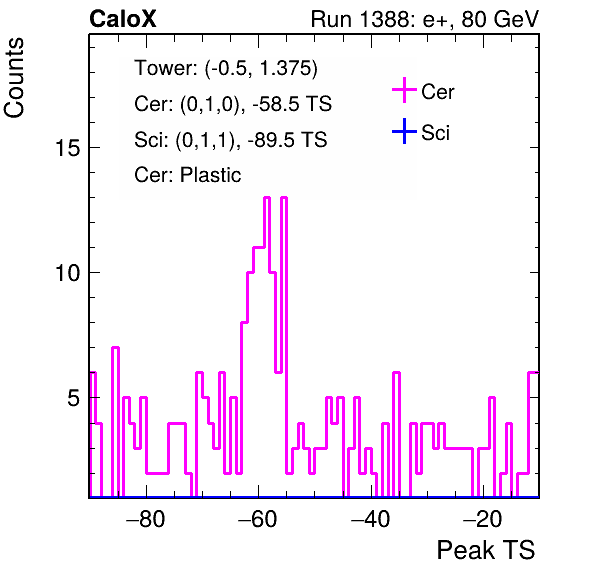 CaloX Run 1388: e+, 80 GeV
Counts
Tower: (-0.5, 1.375)
Cer: (0,1,0), -58.5 TS
Sci: (0,1,1), -89.5 TS
Cer: Plastic
Cer
Sci
15
10
5
−80 −60 −40 −20
Peak TS